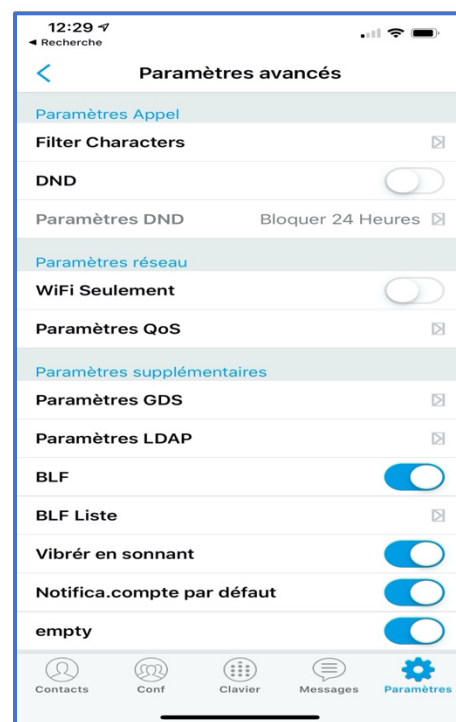 12:29
◄ Recherche
Paramètres avancés
Paramètres Appel
Filter Characters
DND
Paramètres DND Bloquer 24 Heures
Paramètres réseau
WiFi Seulement
Paramètres QoS
Paramètres supplémentaires
Paramètres GDS
Paramètres LDAP
BLF
BLF Liste
Vibrér en sonnant
Notifica.compte par défaut
empty
Contacts Conf Clavier Messages Paramètres